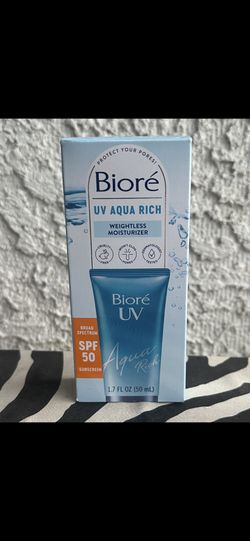 PROTECT YOUR PORES!
Bioré
UV AQUA RICH
WEIGHTLESS
MOISTURIZER
BROAD
SPECTRUM
SPF
50
SUNSCREEN
Bioré
UV
Aqua
Rich
1.7 FL OZ (50 mL)